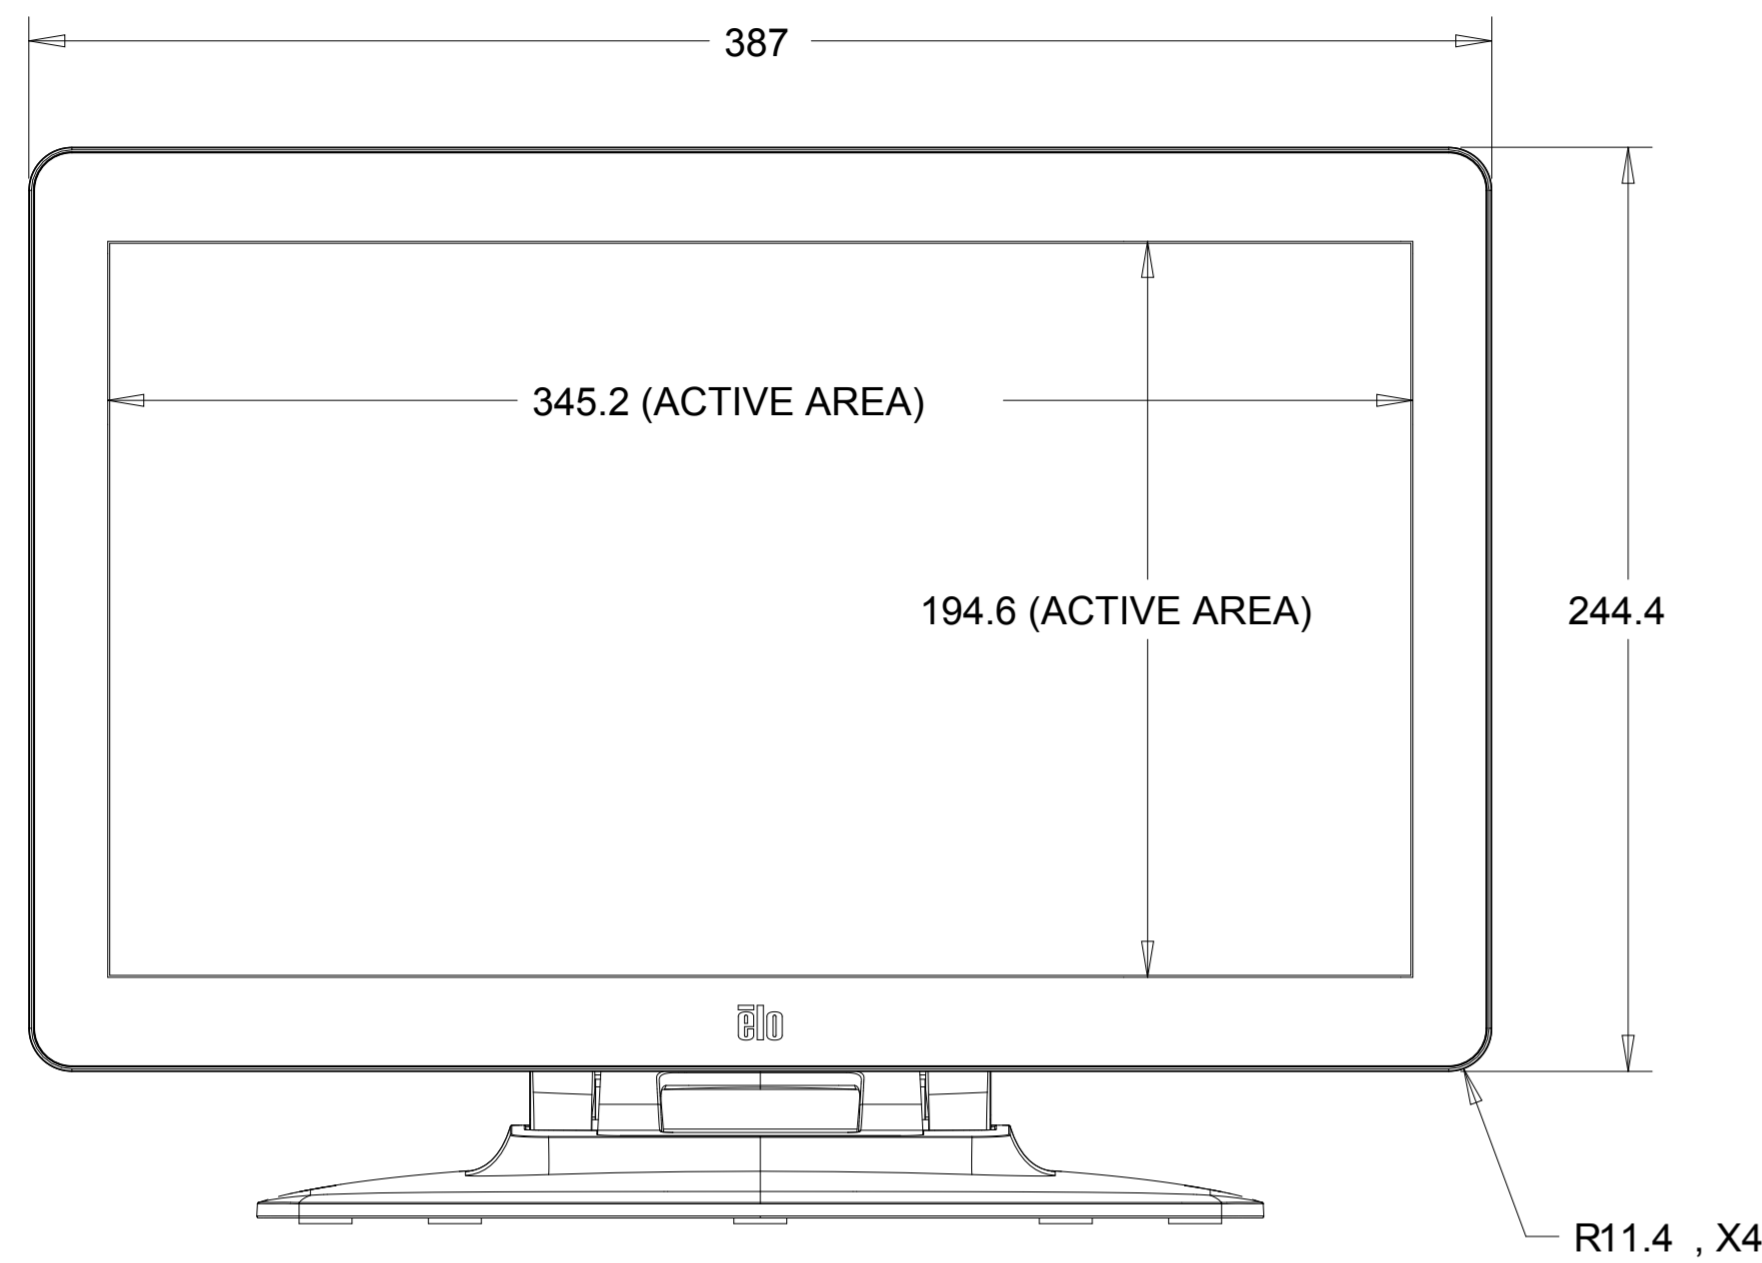 387
345.2 (ACTIVE AREA)
194.6 (ACTIVE AREA)
244.4
ēlo
R11.4 , X4